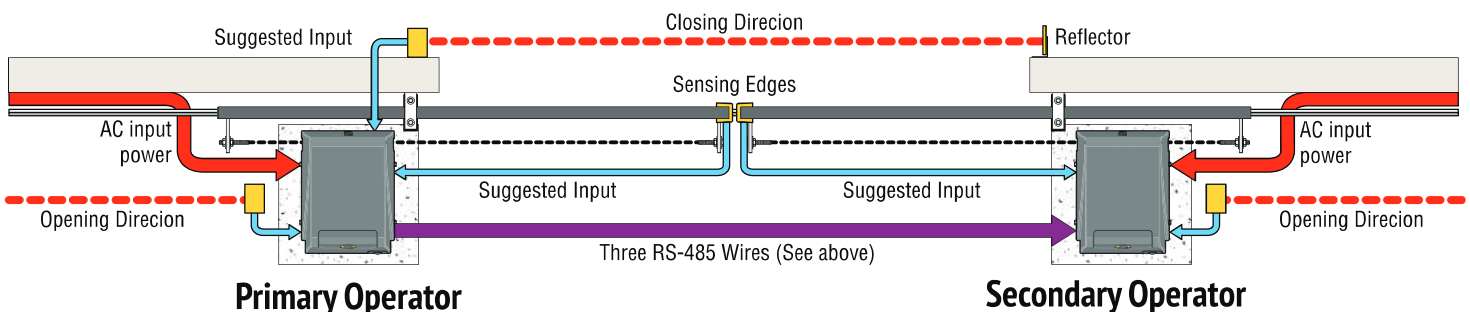 Closing Direcion
Suggested Input
Reflector
Sensing Edges
AC input
power
AC input
power
Suggested Input
Suggested Input
Opening Direcion
Opening Direcion
Three RS-485 Wires (See above)
Primary Operator
Secondary Operator